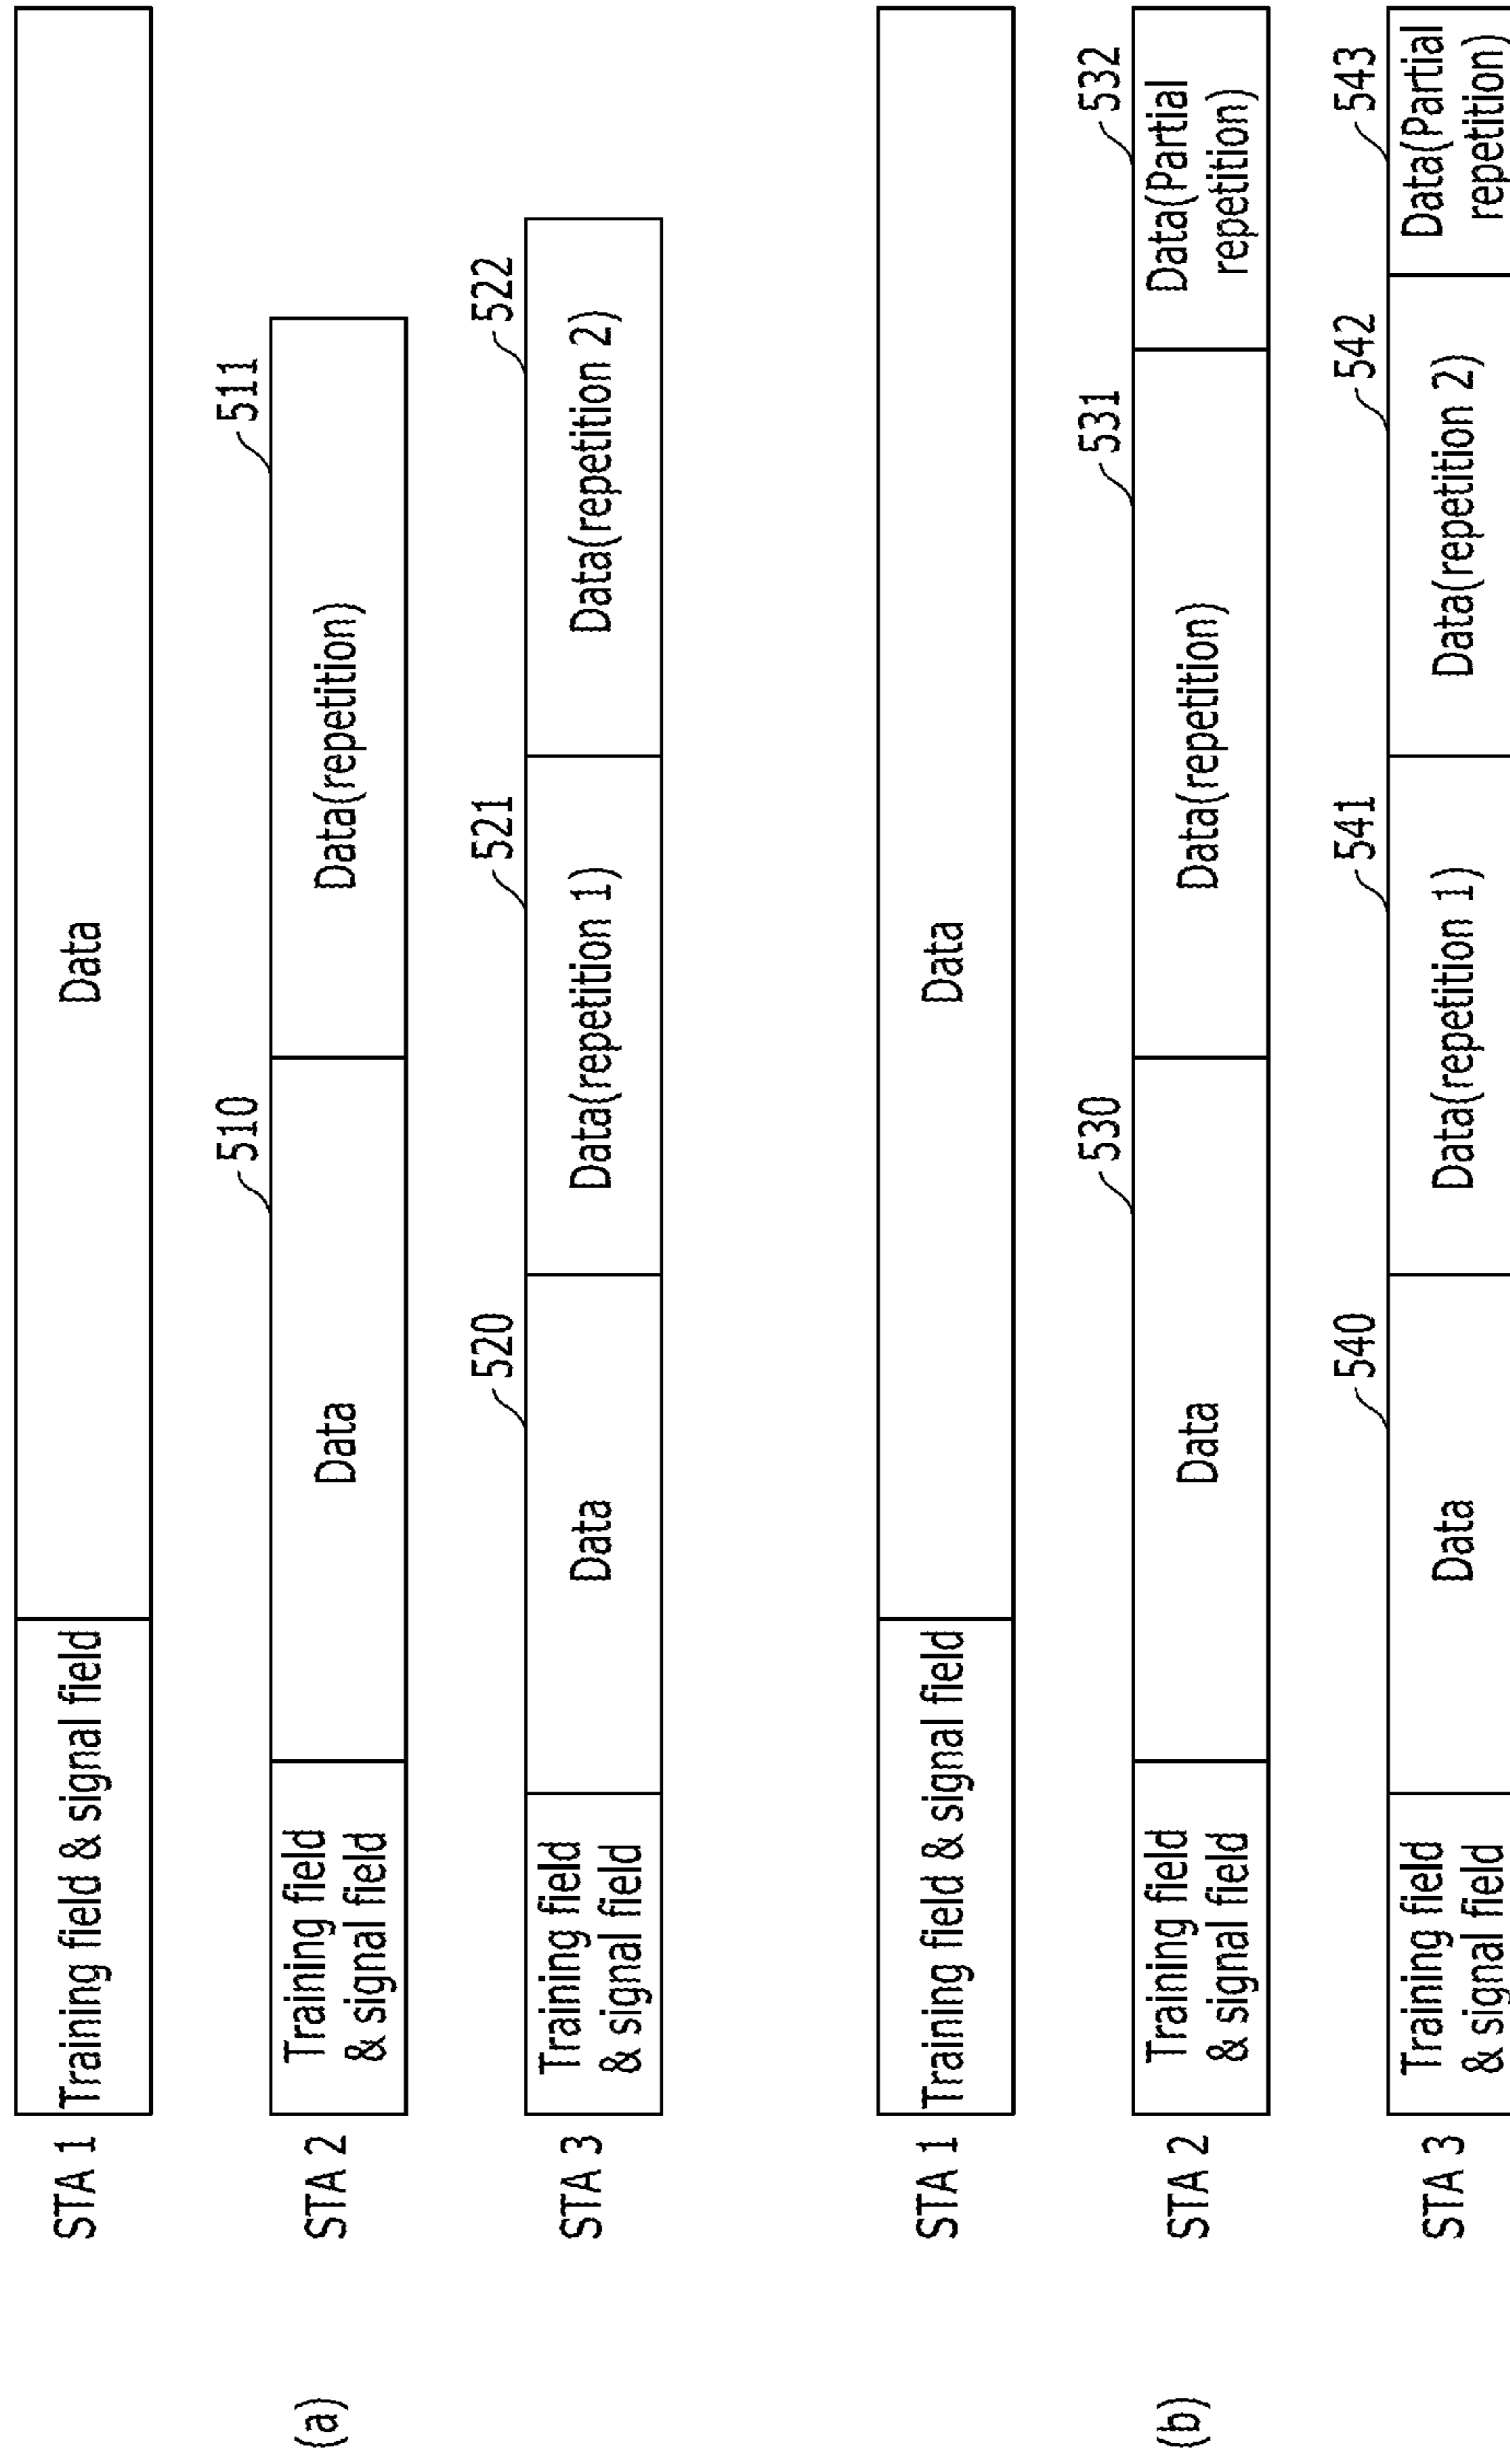 (a)
STA 1
Training field & signal field
Data
510
511
STA 2
Training field
& signal field
Data
Data(repetition)
520
521
522
STA 3
Training field
& signal field
Data
Data(repetition 1)
Data(repetition 2)
(b)
STA 1
Training field & signal field
Data
530
531
532
STA 2
Training field
& signal field
Data
Data(repetition)
Data(Partial
repetition)
540
541
542
543
STA 3
Training field
& signal field
Data
Data(repetition 1)
Data(repetition 2)
Data(Partial
repetition)